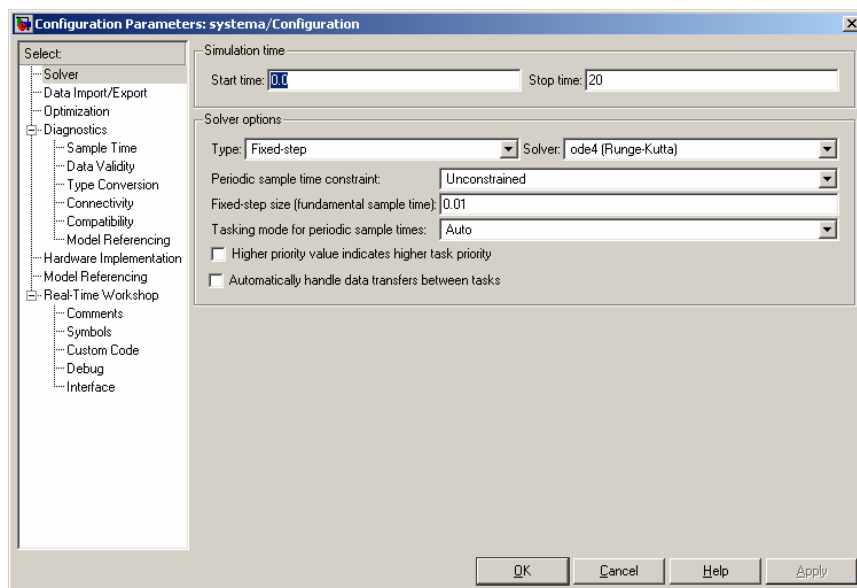 Configuration Parameters: systema/Configuration
Select:
Solver
Data Import/Export
Optimization
Diagnostics
Sample Time
Data Validity
Type Conversion
Connectivity
Compatibility
Model Referencing
Hardware Implementation
Model Referencing
Real-Time Workshop
Comments
Symbols
Custom Code
Debug
Interface
Simulation time
Start time: 0.0 Stop time: 20
Solver options
Type: Fixed-step Solver: ode4 (Runge-Kutta)
Periodic sample time constraint: Unconstrained
Fixed-step size (fundamental sample time): 0.01
Tasking mode for periodic sample times: Auto
Higher priority value indicates higher task priority
Automatically handle data transfers between tasks
OK Cancel Help Apply